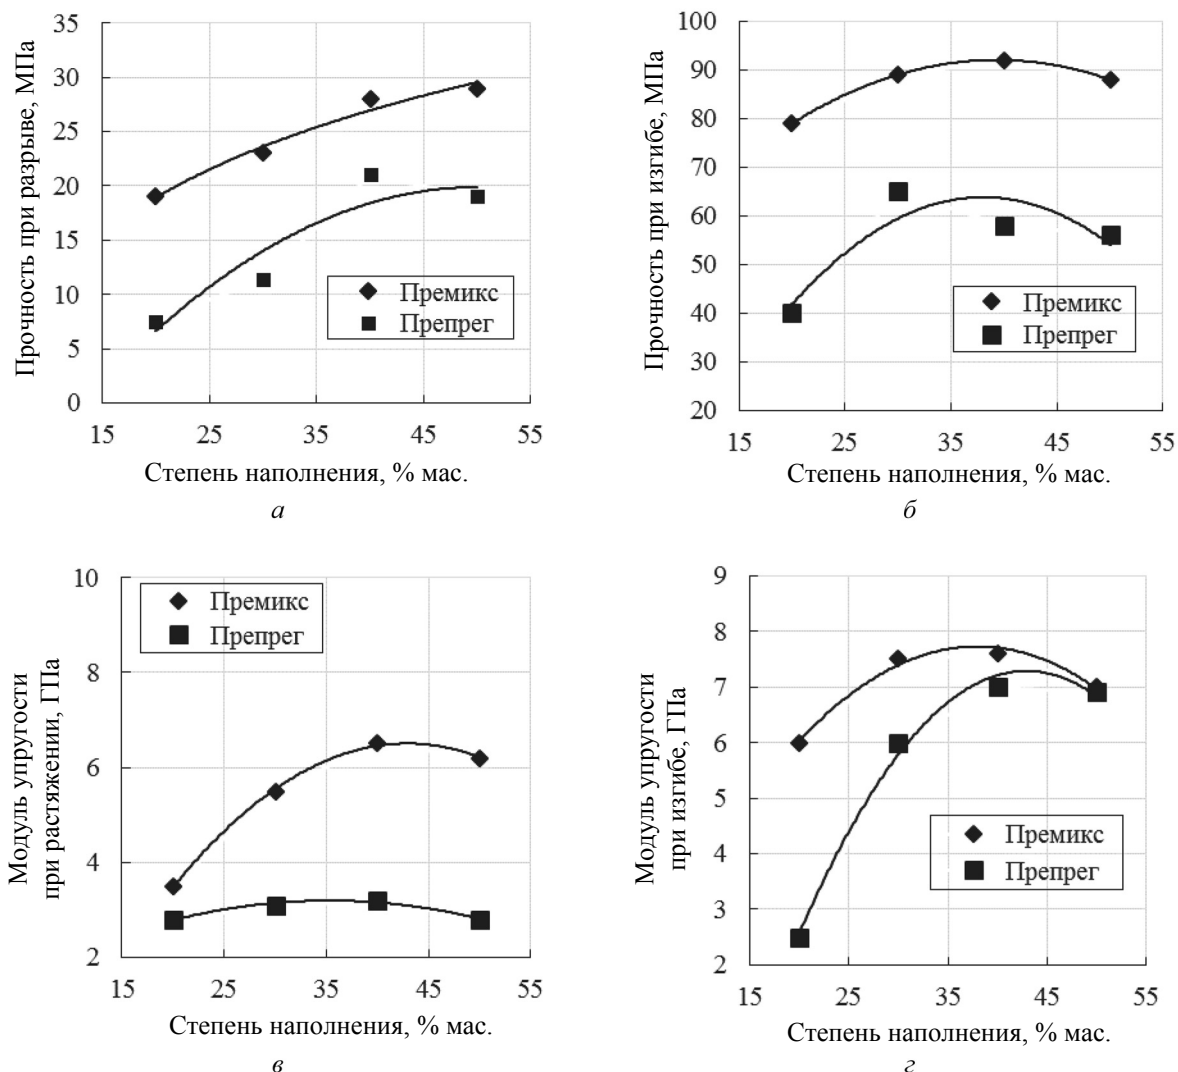 Прочность при разрыве, МПа
35
30
25
20
15
10
5
0
15 25 35 45 55
Премикс
Препрег
Степень наполнения, % мас.
а
Прочность при изгибе, МПа
100
90
80
70
60
50
40
30
20
15 25 35 45 55
Премикс
Препрег
Степень наполнения, % мас.
б
Модуль упругости
при растяжении, ГПа
10
8
6
4
2
15 25 35 45 55
Премикс
Препрег
Степень наполнения, % мас.
в
Модуль упругости
при изгибе, ГПа
9
8
7
6
5
4
3
2
15 25 35 45 55
Премикс
Препрег
Степень наполнения, % мас.
г